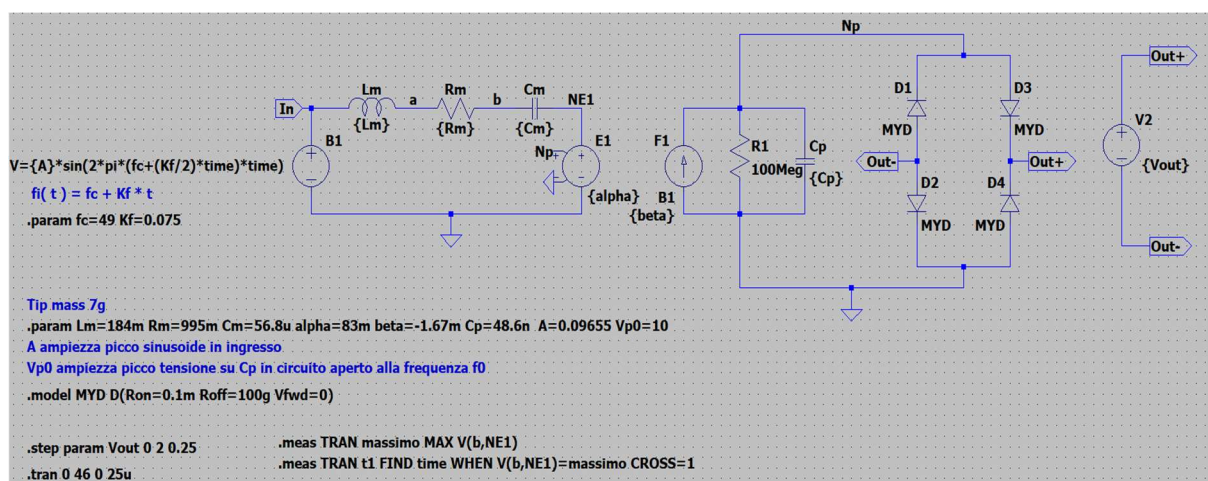 Np
Out+
Lm
a
Rm
b
Cm
NE1
D1
D3
In
{Lm}
{Rm}
{Cm}
MYD
MYD
V2
B1
Np
E1
F1
R1
Cp
Out-
Out+
V={A}*sin(2*pi*(fc+(Kf/2)*time)*time)
100Meg
{Cp}
{Vout}
fi( t ) = fc + Kf * t
{alpha}
B1
D2
D4
.param fc=49 Kf=0.075
{beta}
MYD
MYD
Out-
Tip mass 7g
.param Lm=184m Rm=995m Cm=56.8u alpha=83m beta=-1.67m Cp=48.6n A=0.09655 Vp0=10
A ampiezza picco sinusoide in ingresso
Vp0 ampiezza picco tensione su Cp in circuito aperto alla frequenza f0
.model MYD D(Ron=0.1m Roff=100g Vfwd=0)
.step param Vout 0 2 0.25
.meas TRAN massimo MAX V(b,NE1)
.meas TRAN t1 FIND time WHEN V(b,NE1)=massimo CROSS=1
.tran 0 46 0 25u